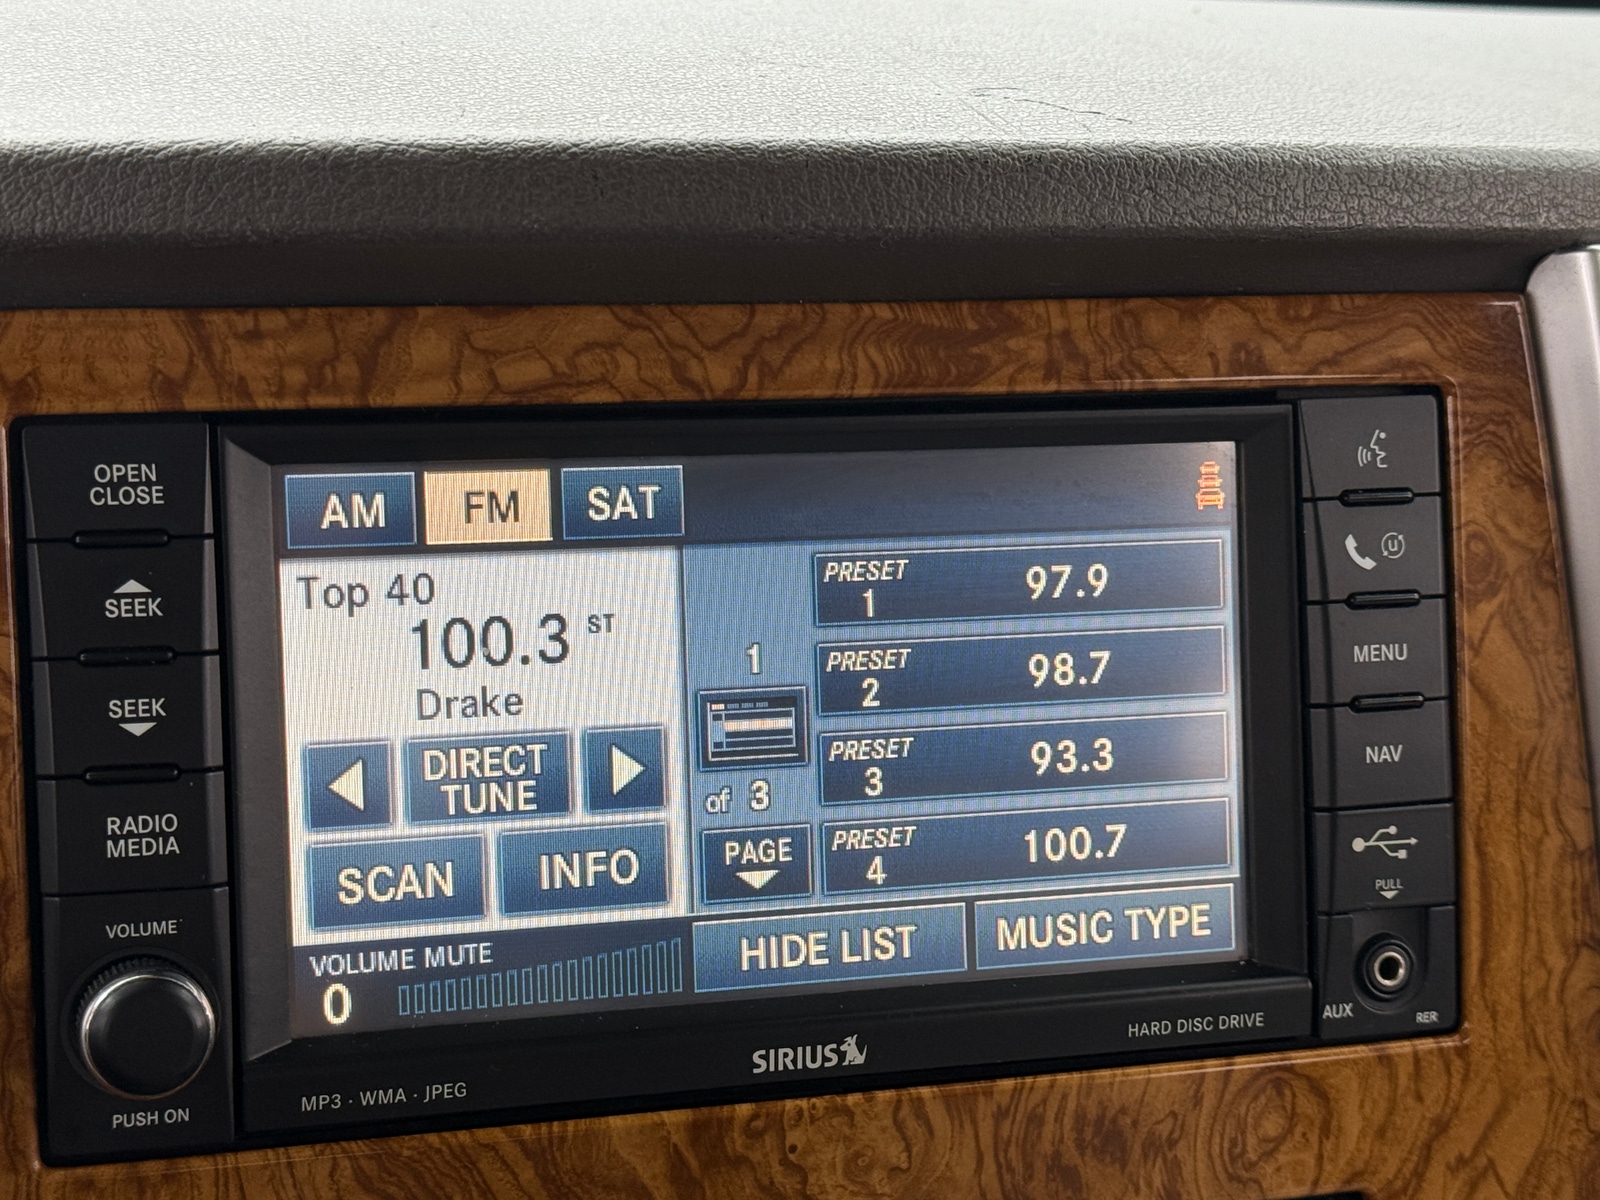 OPEN
CLOSE
SEEK
SEEK
RADIO
MEDIA
VOLUME
PUSH ON
AM
FM
SAT
Top 40
100.3 ST
Drake
DIRECT
TUNE
SCAN
INFO
VOLUME MUTE
0
1
of 3
PAGE
PRESET
1
97.9
PRESET
2
98.7
PRESET
3
93.3
PRESET
4
100.7
HIDE LIST
MUSIC TYPE
MP3 · WMA · JPEG
SIRIUS
HARD DISC DRIVE
MENU
NAV
PULL
AUX
RER